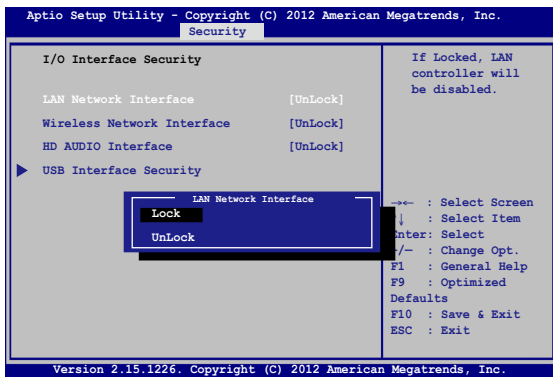 Aptio Setup Utility - Copyright (C) 2012 American Megatrends, Inc.
Security
I/O Interface Security
LAN Network Interface [UnLock]
Wireless Network Interface [UnLock]
HD AUDIO Interface [UnLock]
USB Interface Security
LAN Network Interface
Lock
UnLock
If Locked, LAN
controller will
be disabled.
→← : Select Screen
↓ : Select Item
Enter: Select
/— : Change Opt.
F1 : General Help
F9 : Optimized
Defaults
F10 : Save & Exit
ESC : Exit
Version 2.15.1226. Copyright (C) 2012 American Megatrends, Inc.